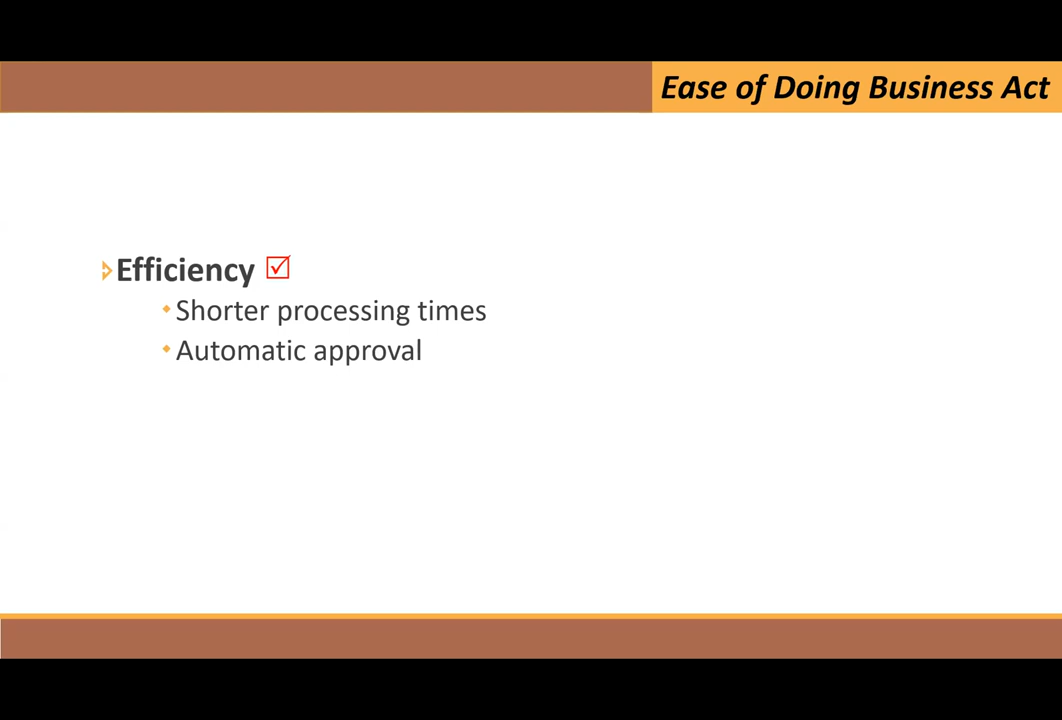 Ease of Doing Business Act
Efficiency ☑
Shorter processing times
Automatic approval